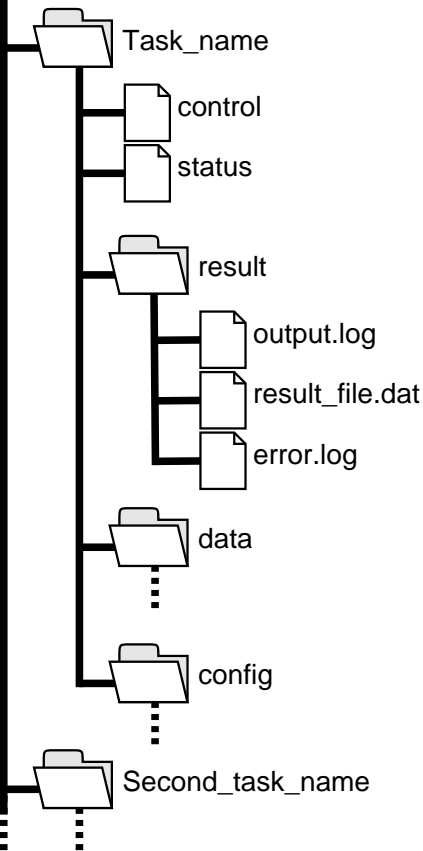 Task_name
control
status
result
output.log
result_file.dat
error.log
data
config
Second_task_name